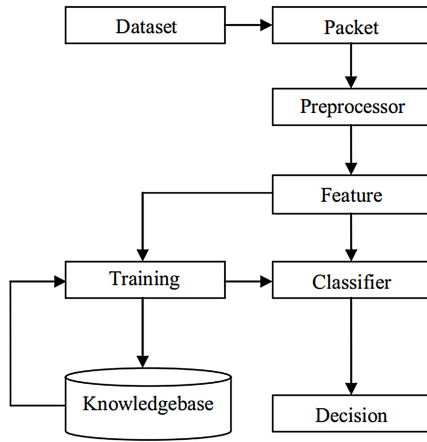 Dataset
Packet
Preprocessor
Feature
Training
Classifier
Knowledgebase
Decision